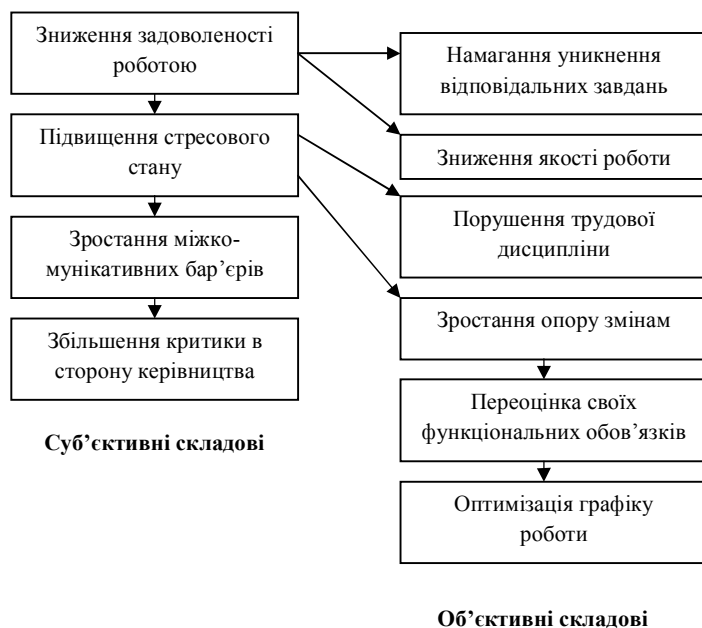 Зниження задоволеності
роботою
Підвищення стресового
стану
Зростання міжко-
мунікативних бар’єрів
Збільшення критики в
сторону керівництва
Суб’єктивні складові
Намагання уникнення
відповідальних завдань
Зниження якості роботи
Порушення трудової
дисципліни
Зростання опору змінам
Переоцінка своїх
функціональних обов’язків
Оптимізація графіку
роботи
Об’єктивні складові